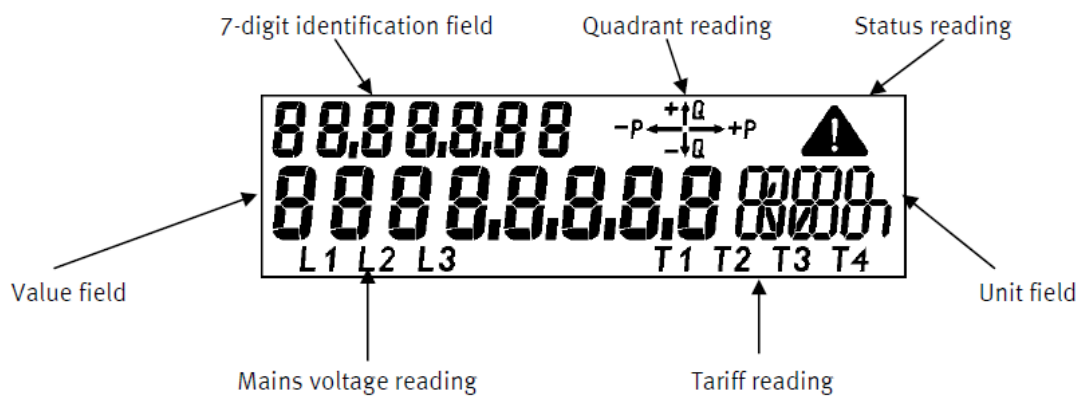 7-digit identification field Quadrant reading Status reading
88.88.8.88
+Q
-P +P
-Q
8888.8.8.8.8
L1 L2 L3 T1 T2 T3 T4
Value field Unit field
Mains voltage reading Tariff reading